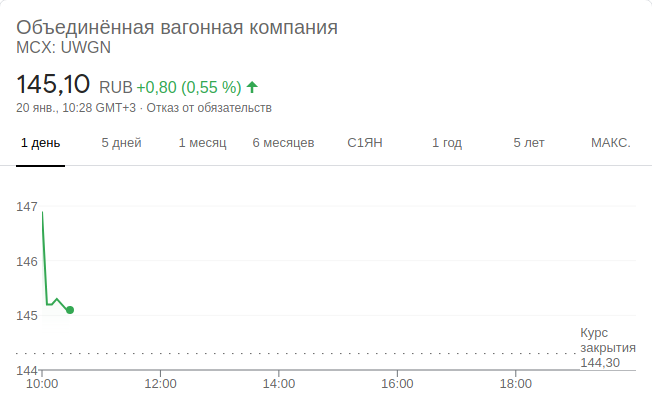 Объединённая вагонная компания
MCX: UWGN
145,10 RUB +0,80 (0,55 %)
20 янв., 10:28 GMT+3 · Отказ от обязательств
1 день 5 дней 1 месяц 6 месяцев С1ЯН 1 год 5 лет МАКС.
147
146
145
Курс
закрытия
144,30
144
10:00 12:00 14:00 16:00 18:00